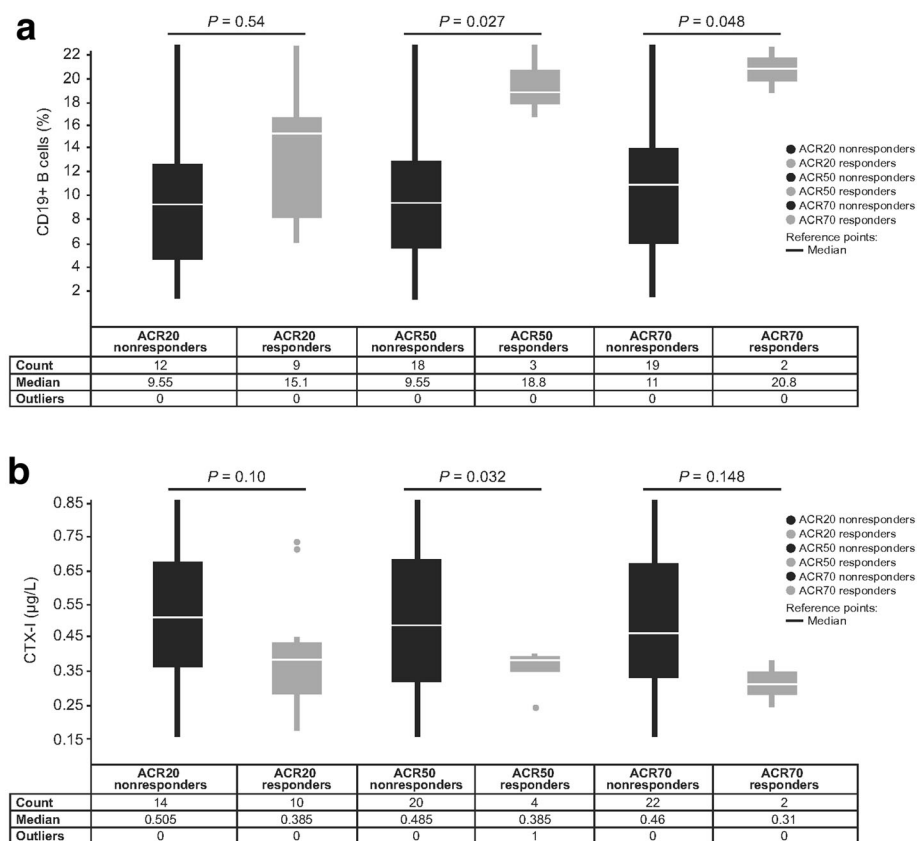 a
P = 0.54
P = 0.027
P = 0.048
CD19+ B cells (%)
22
20
18
16
14
12
10
8
6
4
2
ACR20 nonresponders
ACR20 responders
ACR50 nonresponders
ACR50 responders
ACR70 nonresponders
ACR70 responders
Reference points:
Median
ACR20 ACR20 ACR50 ACR50 ACR70 ACR70
nonresponders responders nonresponders responders nonresponders responders
Count 12 9 18 3 19 2
Median 9.55 15.1 9.55 18.8 11 20.8
Outliers 0 0 0 0 0 0
b
P = 0.10
P = 0.032
P = 0.148
CTX-I (µg/L)
0.85
0.75
0.65
0.55
0.45
0.35
0.25
0.15
ACR20 nonresponders
ACR20 responders
ACR50 nonresponders
ACR50 responders
ACR70 nonresponders
ACR70 responders
Reference points:
Median
ACR20 ACR20 ACR50 ACR50 ACR70 ACR70
nonresponders responders nonresponders responders nonresponders responders
Count 14 10 20 4 22 2
Median 0.505 0.385 0.485 0.385 0.46 0.31
Outliers 0 0 0 1 0 0